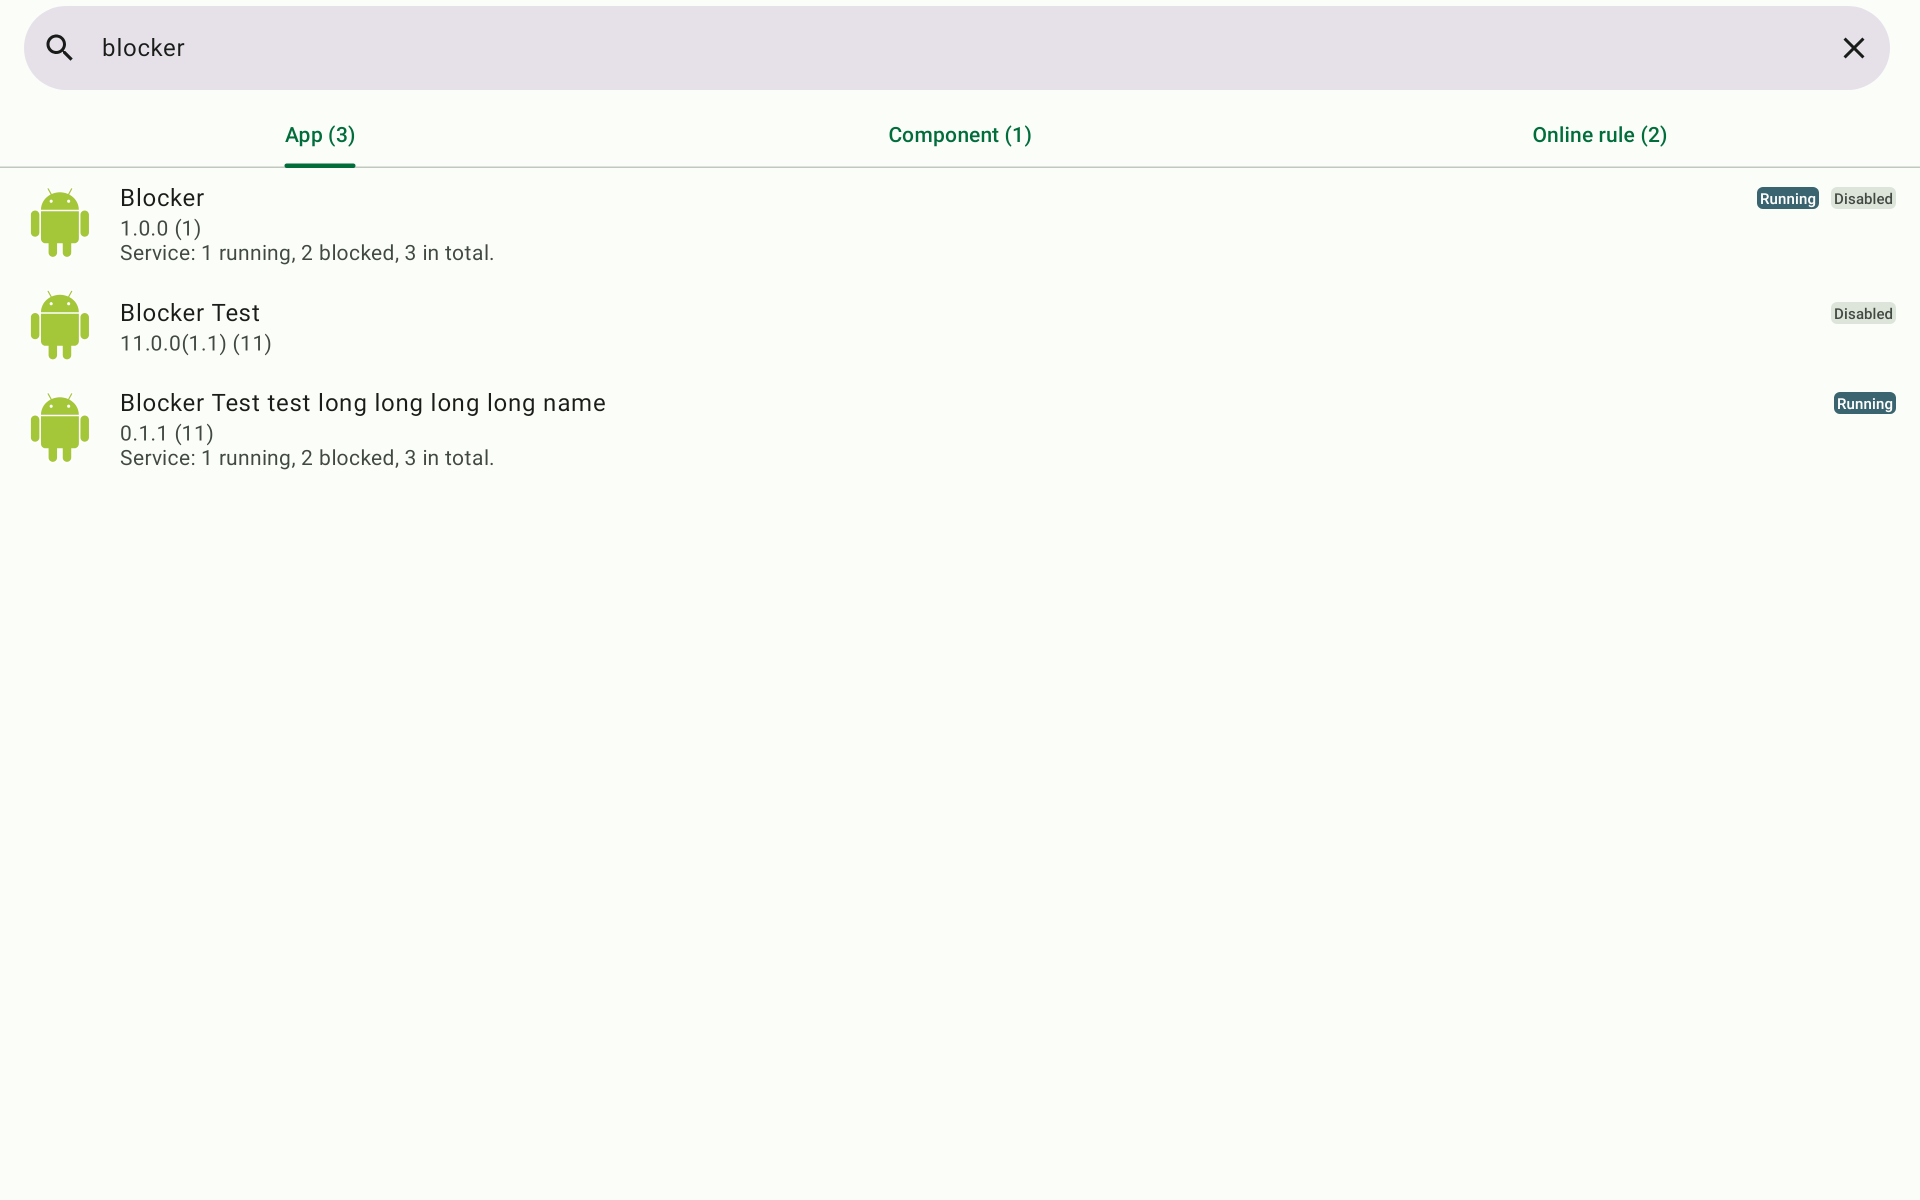 blocker
App (3)
Component (1)
Online rule (2)
Blocker
Running
Disabled
1.0.0 (1)
Service: 1 running, 2 blocked, 3 in total.
Blocker Test
Disabled
11.0.0(1.1) (11)
Blocker Test test long long long long name
Running
0.1.1 (11)
Service: 1 running, 2 blocked, 3 in total.